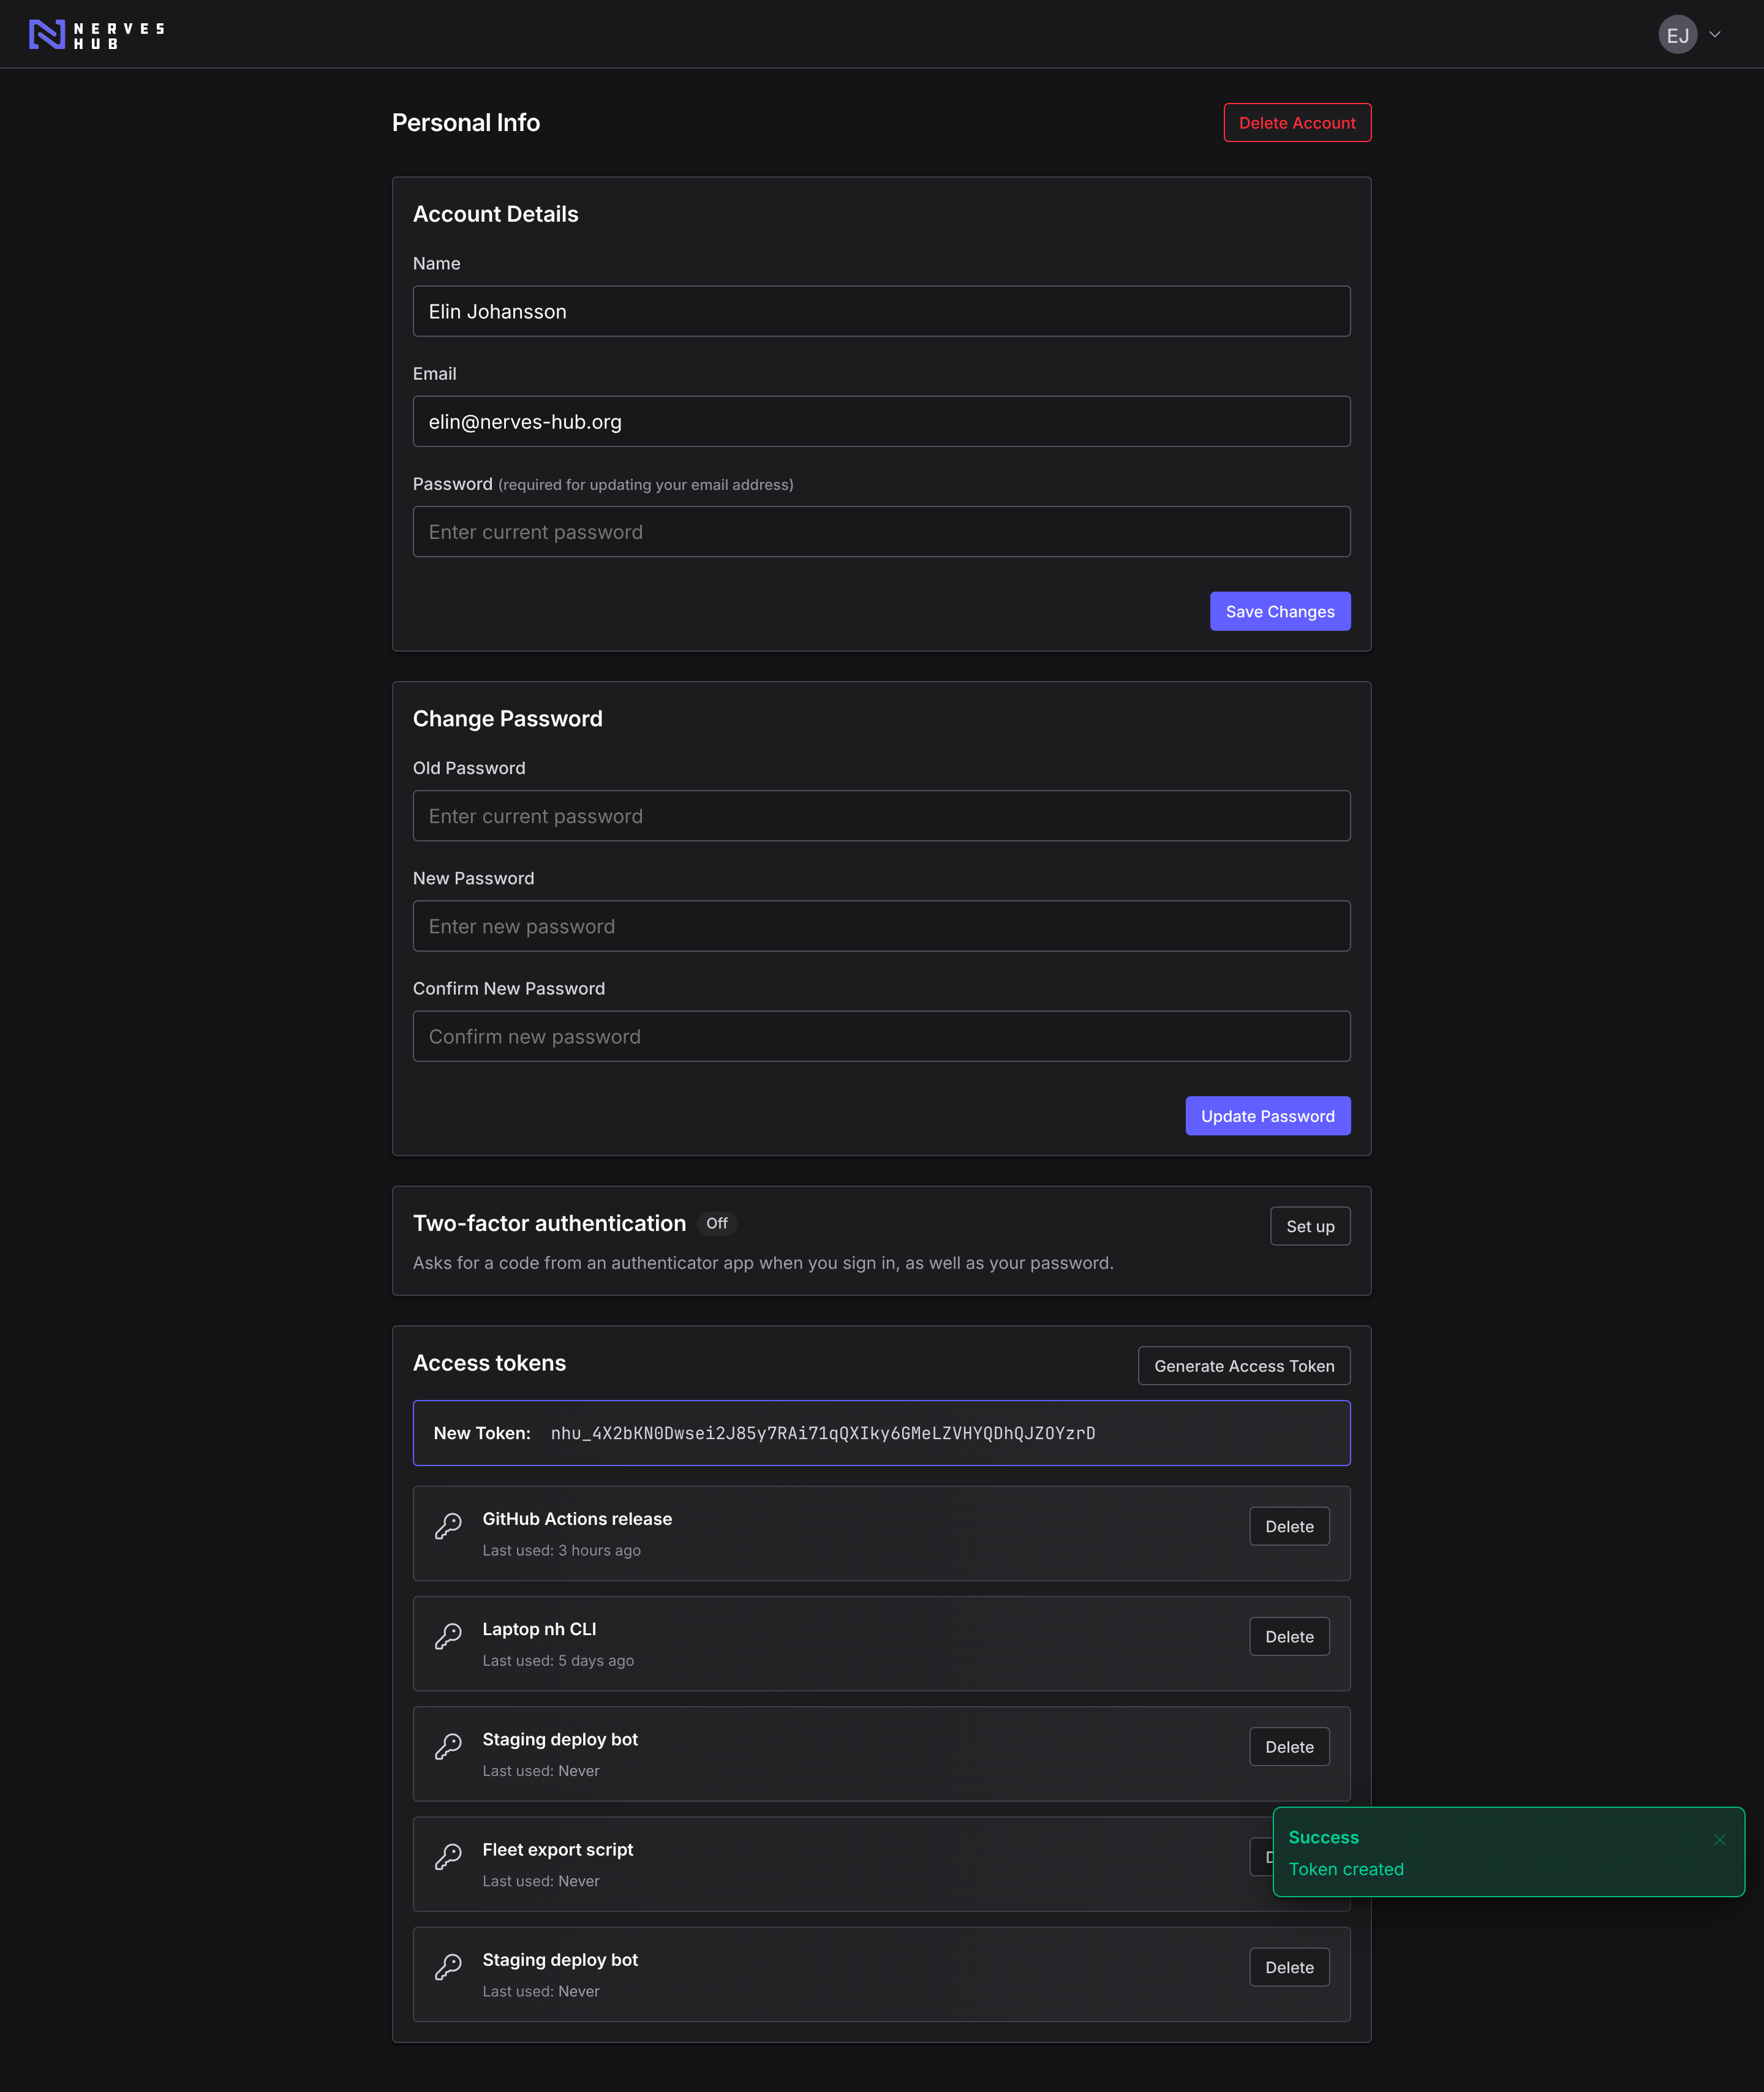 NERVES
HUB
EJ
Personal Info
Delete Account
Account Details
Name
Elin Johansson
Email
elin@nerves-hub.org
Password (required for updating your email address)
Enter current password
Save Changes
Change Password
Old Password
Enter current password
New Password
Enter new password
Confirm New Password
Confirm new password
Update Password
Two-factor authentication Off
Set up
Asks for a code from an authenticator app when you sign in, as well as your password.
Access tokens
Generate Access Token
New Token: nhu_4X2bKN0Dwsei2J85y7RAi71qQXIky6GMeLZVHYQDhQJZOYzrD
GitHub Actions release
Last used: 3 hours ago
Delete
Laptop nh CLI
Last used: 5 days ago
Delete
Staging deploy bot
Last used: Never
Delete
Fleet export script
Last used: Never
Success
Token created
Staging deploy bot
Last used: Never
Delete